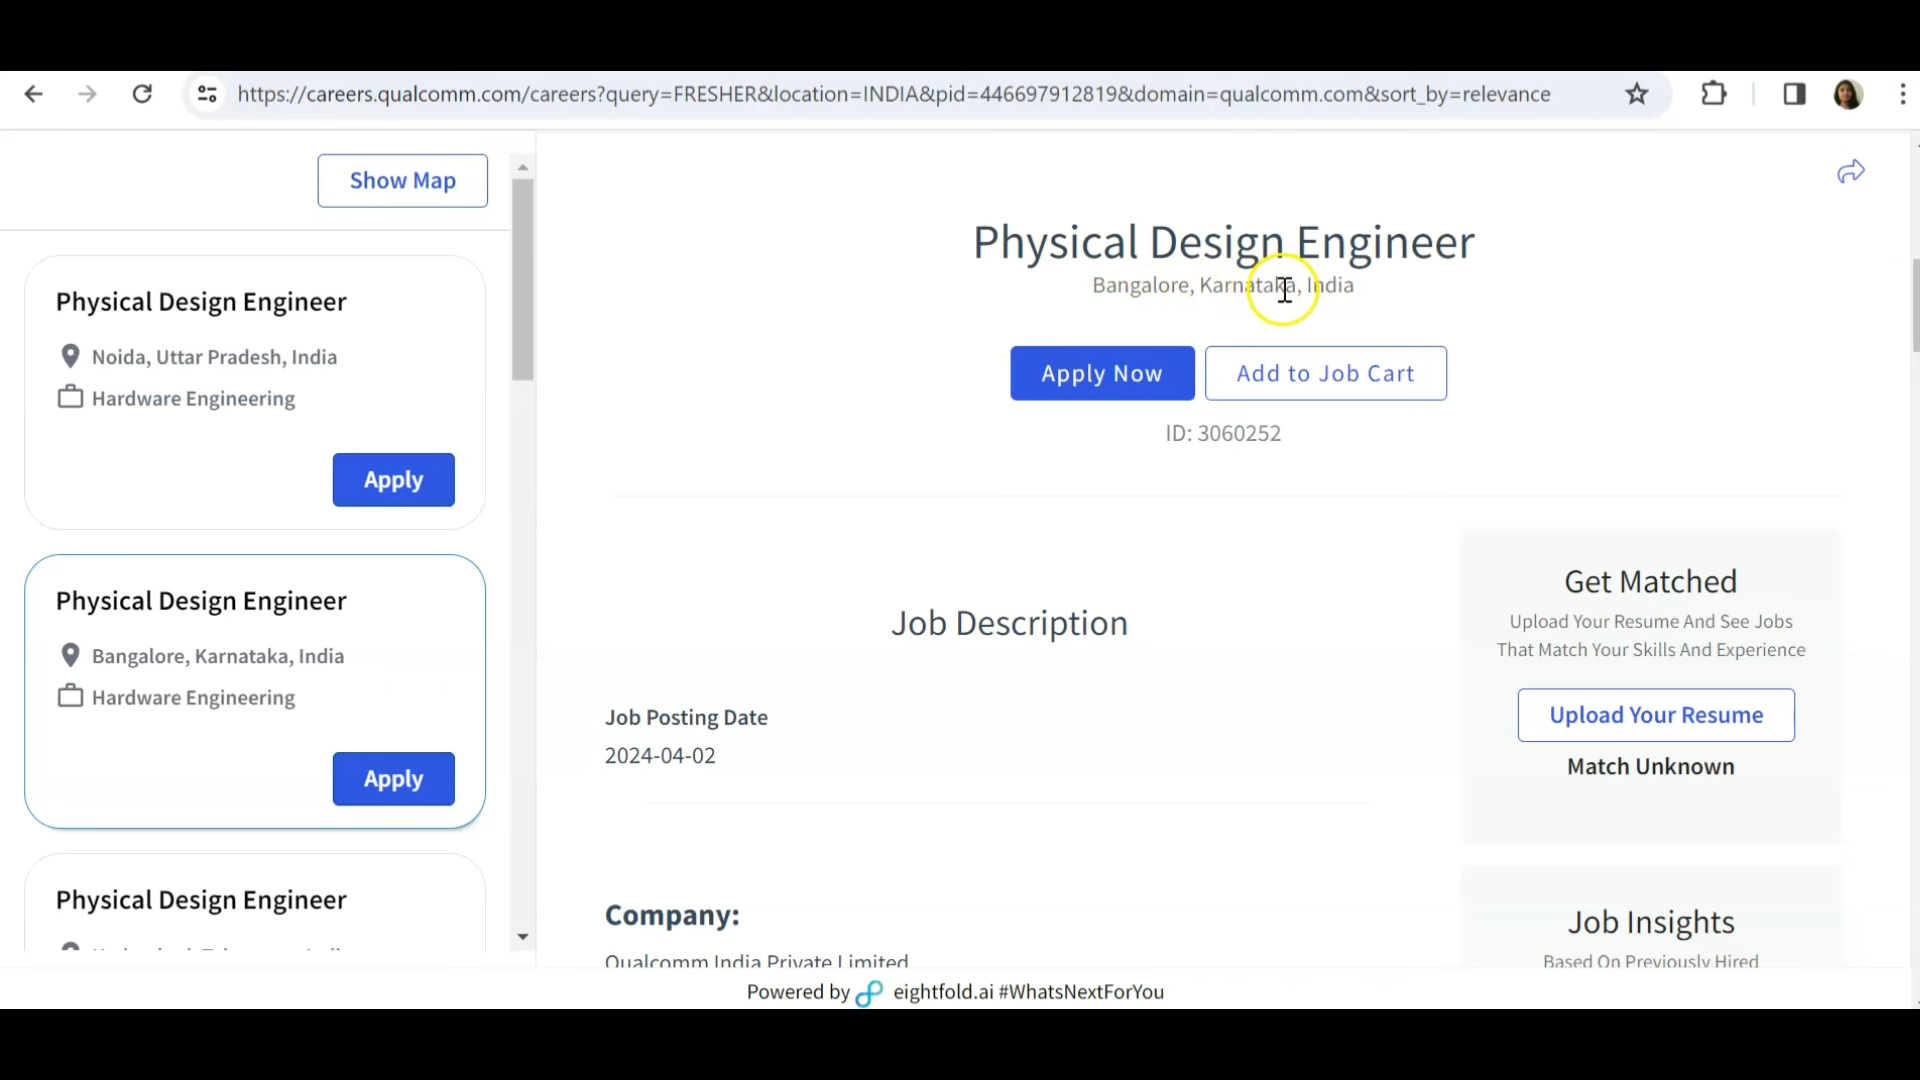 https://careers.qualcomm.com/careers?query=FRESHER&location=INDIA&pid=446697912819&domain=qualcomm.com&sort_by=relevance
Show Map
Physical Design Engineer
Noida, Uttar Pradesh, India
Hardware Engineering
Apply
Physical Design Engineer
Bangalore, Karnataka, India
Hardware Engineering
Apply
Physical Design Engineer
Physical Design Engineer
Bangalore, Karnataka, India
Apply Now
Add to Job Cart
ID: 3060252
Job Description
Job Posting Date
2024-04-02
Company:
Qualcomm India Private Limited
Get Matched
Upload Your Resume And See Jobs
That Match Your Skills And Experience
Upload Your Resume
Match Unknown
Job Insights
Based On Previously Hired
Powered by eightfold.ai #WhatsNextForYou